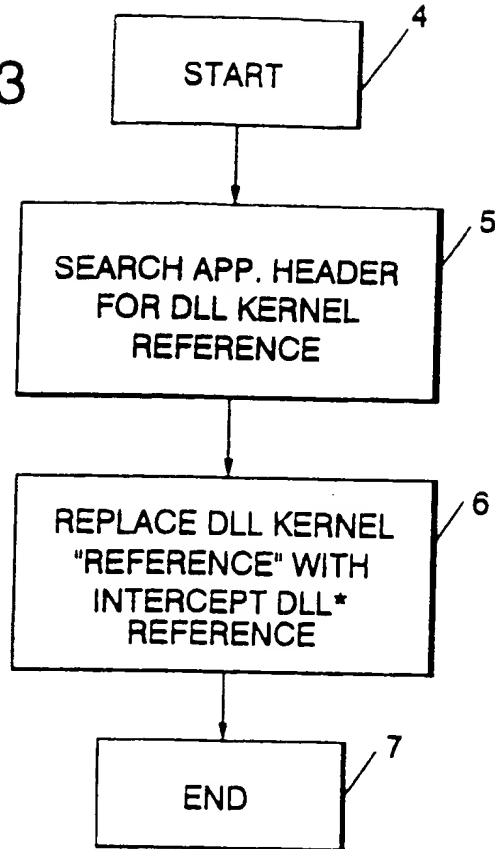 3
START
4
SEARCH APP. HEADER
FOR DLL KERNEL
REFERENCE
5
REPLACE DLL KERNEL
"REFERENCE" WITH
INTERCEPT DLL*
REFERENCE
6
END
7